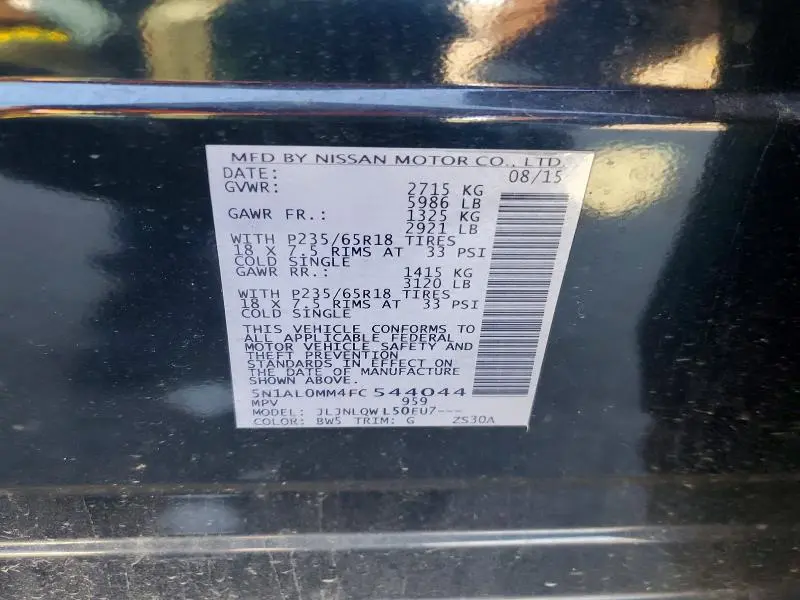 MFD BY NISSAN MOTOR CO., LTD.
DATE: 08/15
GVWR: 2715 KG
5986 LB
GAWR FR.: 1325 KG
2921 LB
WITH P235/65R18 TIRES
18 X 7.5 RIMS AT 33 PSI
COLD SINGLE
GAWR RR.: 1415 KG
3120 LB
WITH P235/65R18 TIRES
18 X 7.5 RIMS AT 33 PSI
COLD SINGLE
THIS VEHICLE CONFORMS TO
ALL APPLICABLE FEDERAL
MOTOR VEHICLE SAFETY AND
THEFT PREVENTION
STANDARDS IN EFFECT ON
THE DATE OF MANUFACTURE
SHOWN ABOVE.
5N1AL0MM4FC 544044
MPV 959
MODEL: JLJNLQW L50EU7---
COLOR: BW5 TRIM: G ZS30A